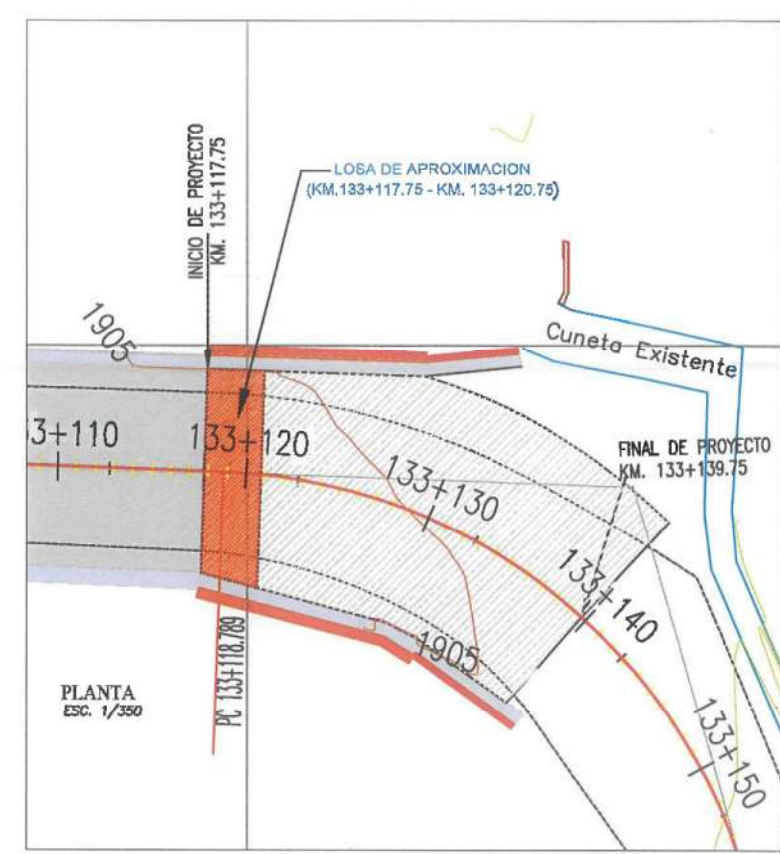 INICIO DE PROYECTO
KM. 133+117.75
LOSA DE APROXIMACION
(KM.133+117.75 - KM. 133+120.75)
1905
Cuneta Existente
33+110
133+120
FINAL DE PROYECTO
KM. 133+139.75
133+130
133+140
1905
PLANTA
ESC. 1/350
PC 133+118.789
133+150